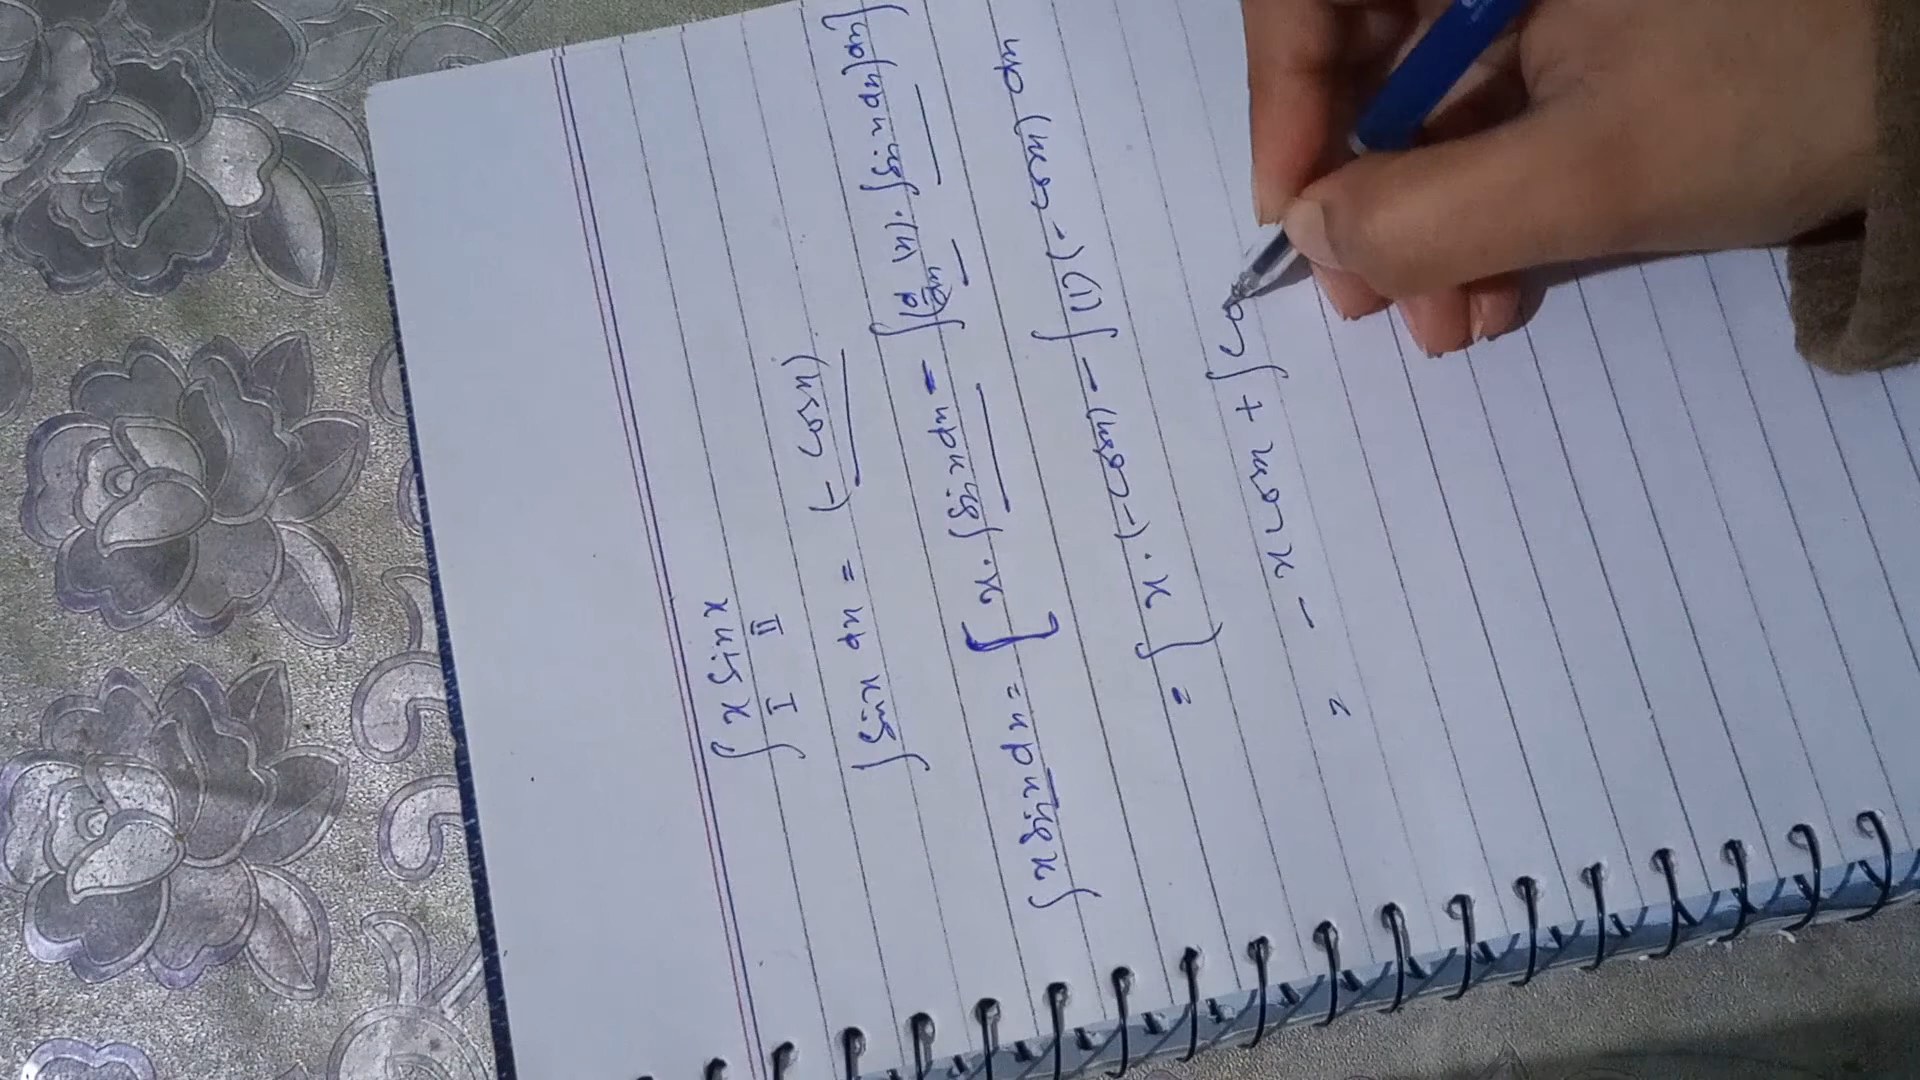 ∫ x sin x
I II
∫ sin x dx = (- cos x)
∫ x sin x dx = [ x . ∫ sin x dx - ∫ ( d/dx (x) . ∫ sin x dx ) dx ]
= [ x . (- cos x) - ∫ (1) (- cos x) dx
= - x cos x + ∫ co